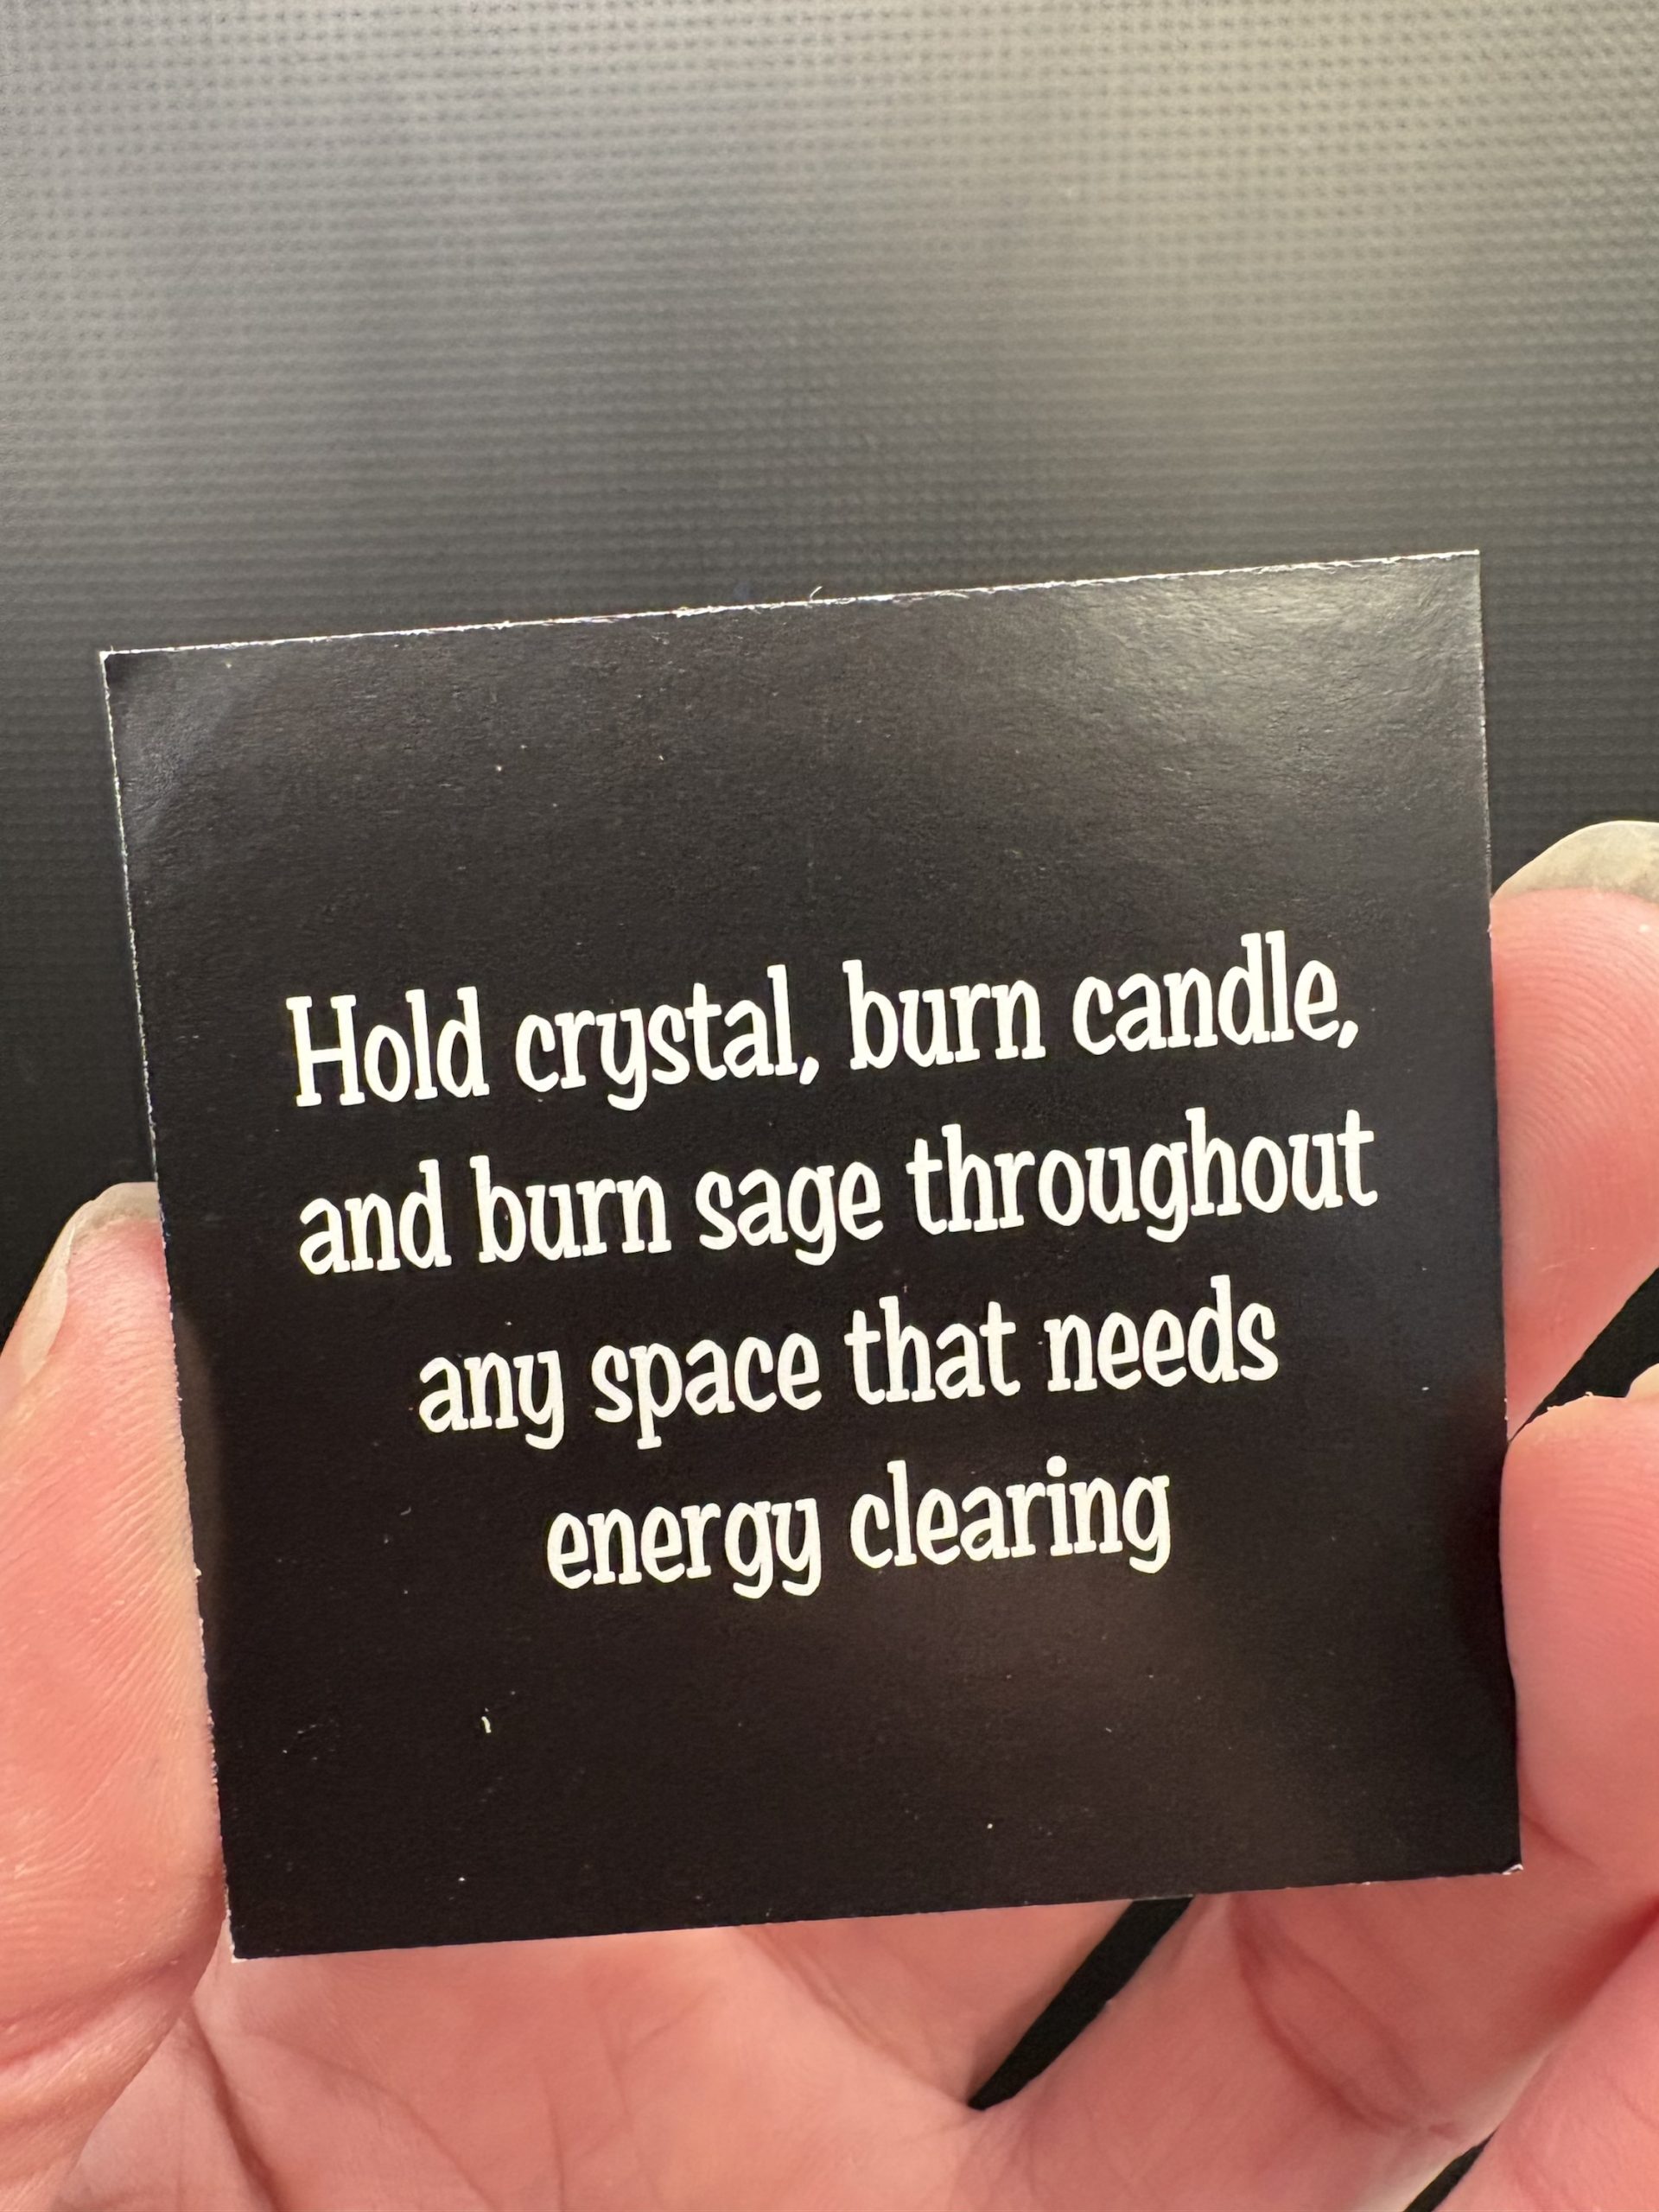 Hold crystal, burn candle,
and burn sage throughout
any space that needs
energy clearing